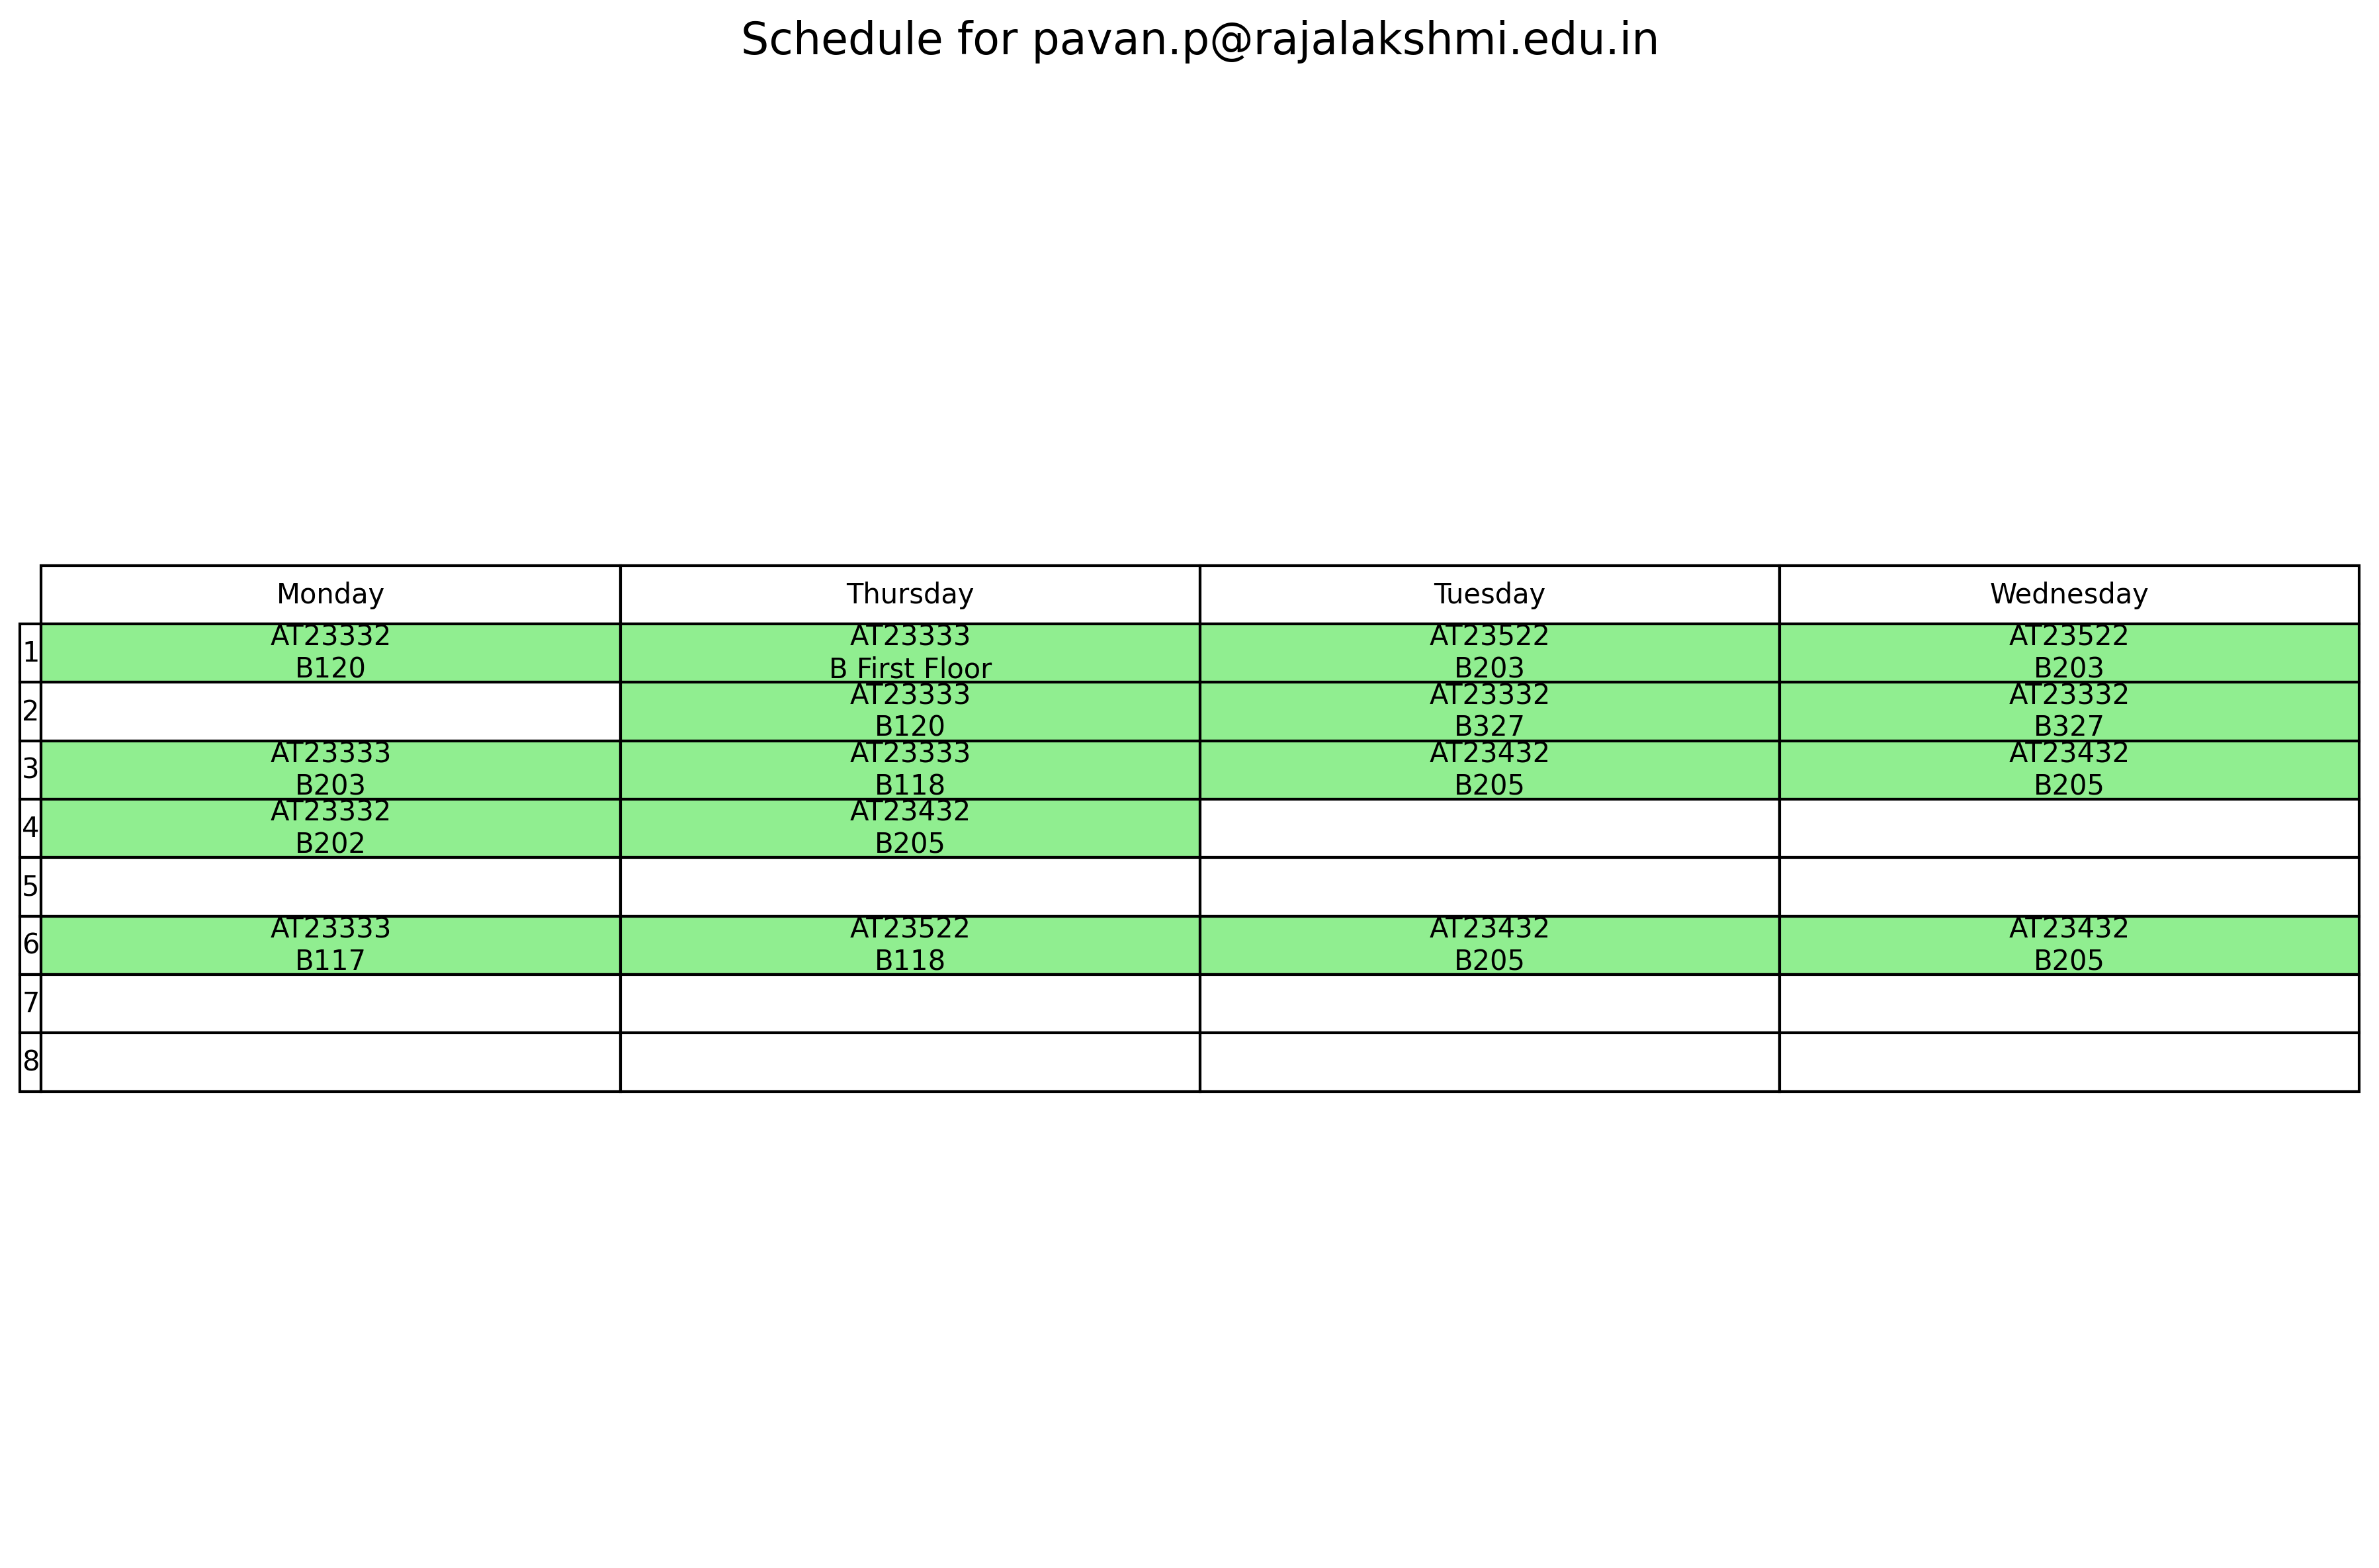 Schedule for pavan.p@rajalakshmi.edu.in
Monday Thursday Tuesday Wednesday
1 AT23332 AT23333 AT23522 AT23522
B120 B First Floor B203 B203
2 AT23333 AT23332 AT23332
B120 B327 B327
3 AT23333 AT23333 AT23432 AT23432
B203 B118 B205 B205
4 AT23332 AT23432
B202 B205
5
6 AT23333 AT23522 AT23432 AT23432
B117 B118 B205 B205
7
8